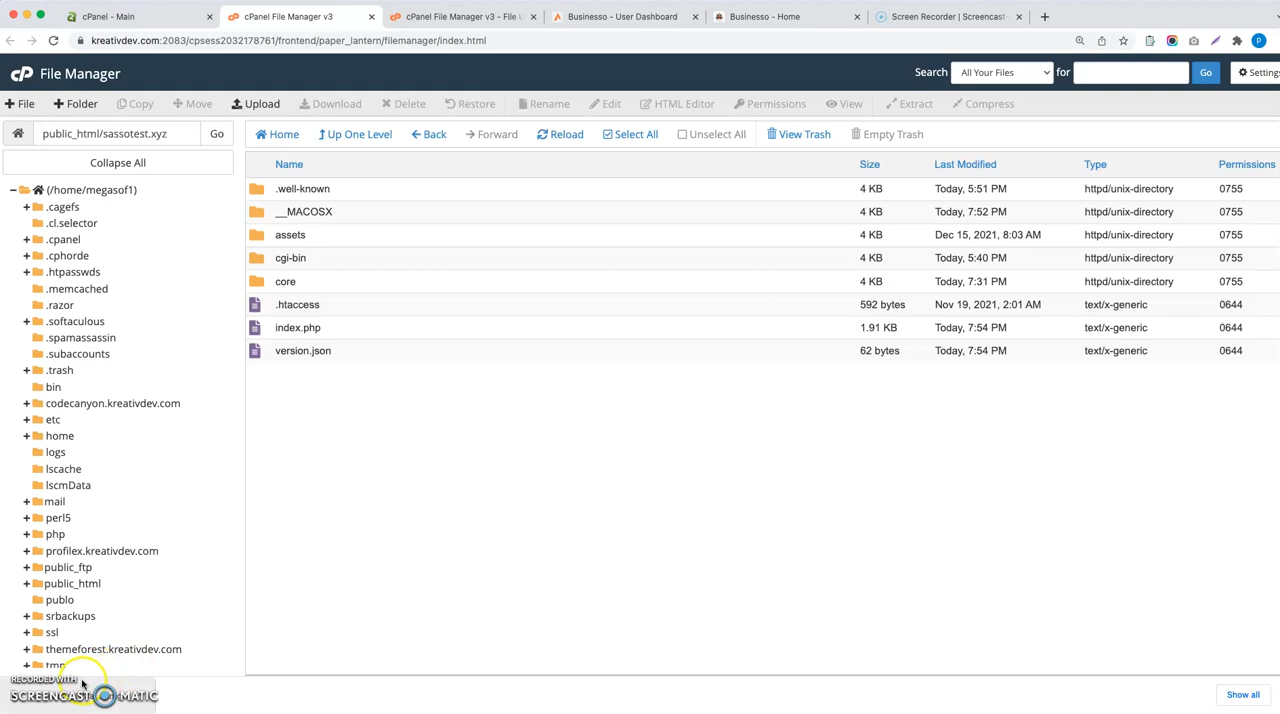 cPanel - Main
cPanel File Manager v3
cPanel File Manager v3 - File U
Businesso - User Dashboard
Businesso - Home
Screen Recorder | Screencast-
kreativdev.com:2083/cpsess2032178761/frontend/paper_lantern/filemanager/index.html
P
cP File Manager
Search All Your Files for Go Settings
File Folder Copy Move Upload Download Delete Restore Rename Edit HTML Editor Permissions View Extract Compress
public_html/sassotest.xyz Go
Home Up One Level Back Forward Reload Select All Unselect All View Trash Empty Trash
Collapse All
Name Size Last Modified Type Permissions
.well-known 4 KB Today, 5:51 PM httpd/unix-directory 0755
__MACOSX 4 KB Today, 7:52 PM httpd/unix-directory 0755
assets 4 KB Dec 15, 2021, 8:03 AM httpd/unix-directory 0755
cgi-bin 4 KB Today, 5:40 PM httpd/unix-directory 0755
core 4 KB Today, 7:31 PM httpd/unix-directory 0755
.htaccess 592 bytes Nov 19, 2021, 2:01 AM text/x-generic 0644
index.php 1.91 KB Today, 7:54 PM text/x-generic 0644
version.json 62 bytes Today, 7:54 PM text/x-generic 0644
(/home/megasof1)
.cagefs
.cl.selector
.cpanel
.cphorde
.htpasswds
.memcached
.razor
.softaculous
.spamassassin
.subaccounts
.trash
bin
codecanyon.kreativdev.com
etc
home
logs
lscache
lscmData
mail
perl5
php
profilex.kreativdev.com
public_ftp
public_html
publo
srbackups
ssl
themeforest.kreativdev.com
tmp
RECORDED WITH
SCREENCAST-O-MATIC
Show all